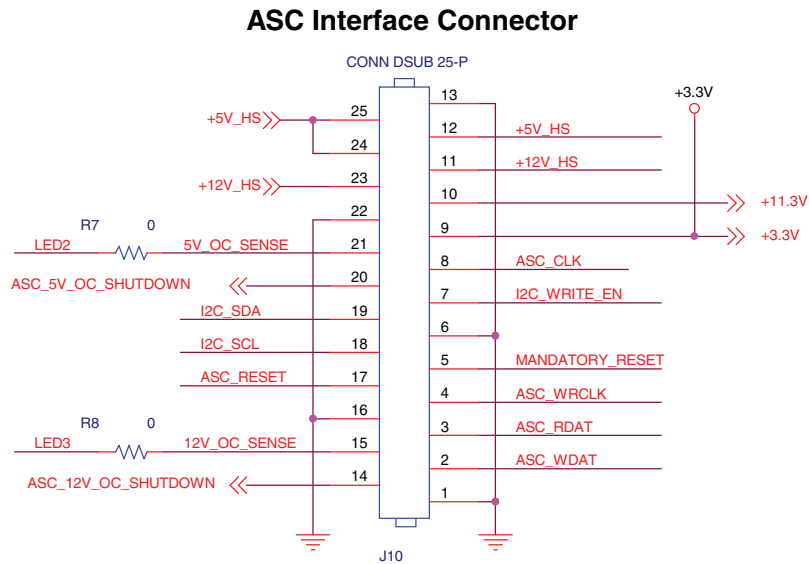 ASC Interface Connector
CONN DSUB 25-P
+5V_HS
25
24
+12V_HS
23
22
R7 0
LED2
5V_OC_SENSE
21
ASC_5V_OC_SHUTDOWN
20
I2C_SDA
19
I2C_SCL
18
ASC_RESET
17
16
R8 0
LED3
12V_OC_SENSE
15
ASC_12V_OC_SHUTDOWN
14
13
+3.3V
12
+5V_HS
11
+12V_HS
10
+11.3V
9
+3.3V
8
ASC_CLK
7
I2C_WRITE_EN
6
5
MANDATORY_RESET
4
ASC_WRCLK
3
ASC_RDAT
2
ASC_WDAT
1
J10